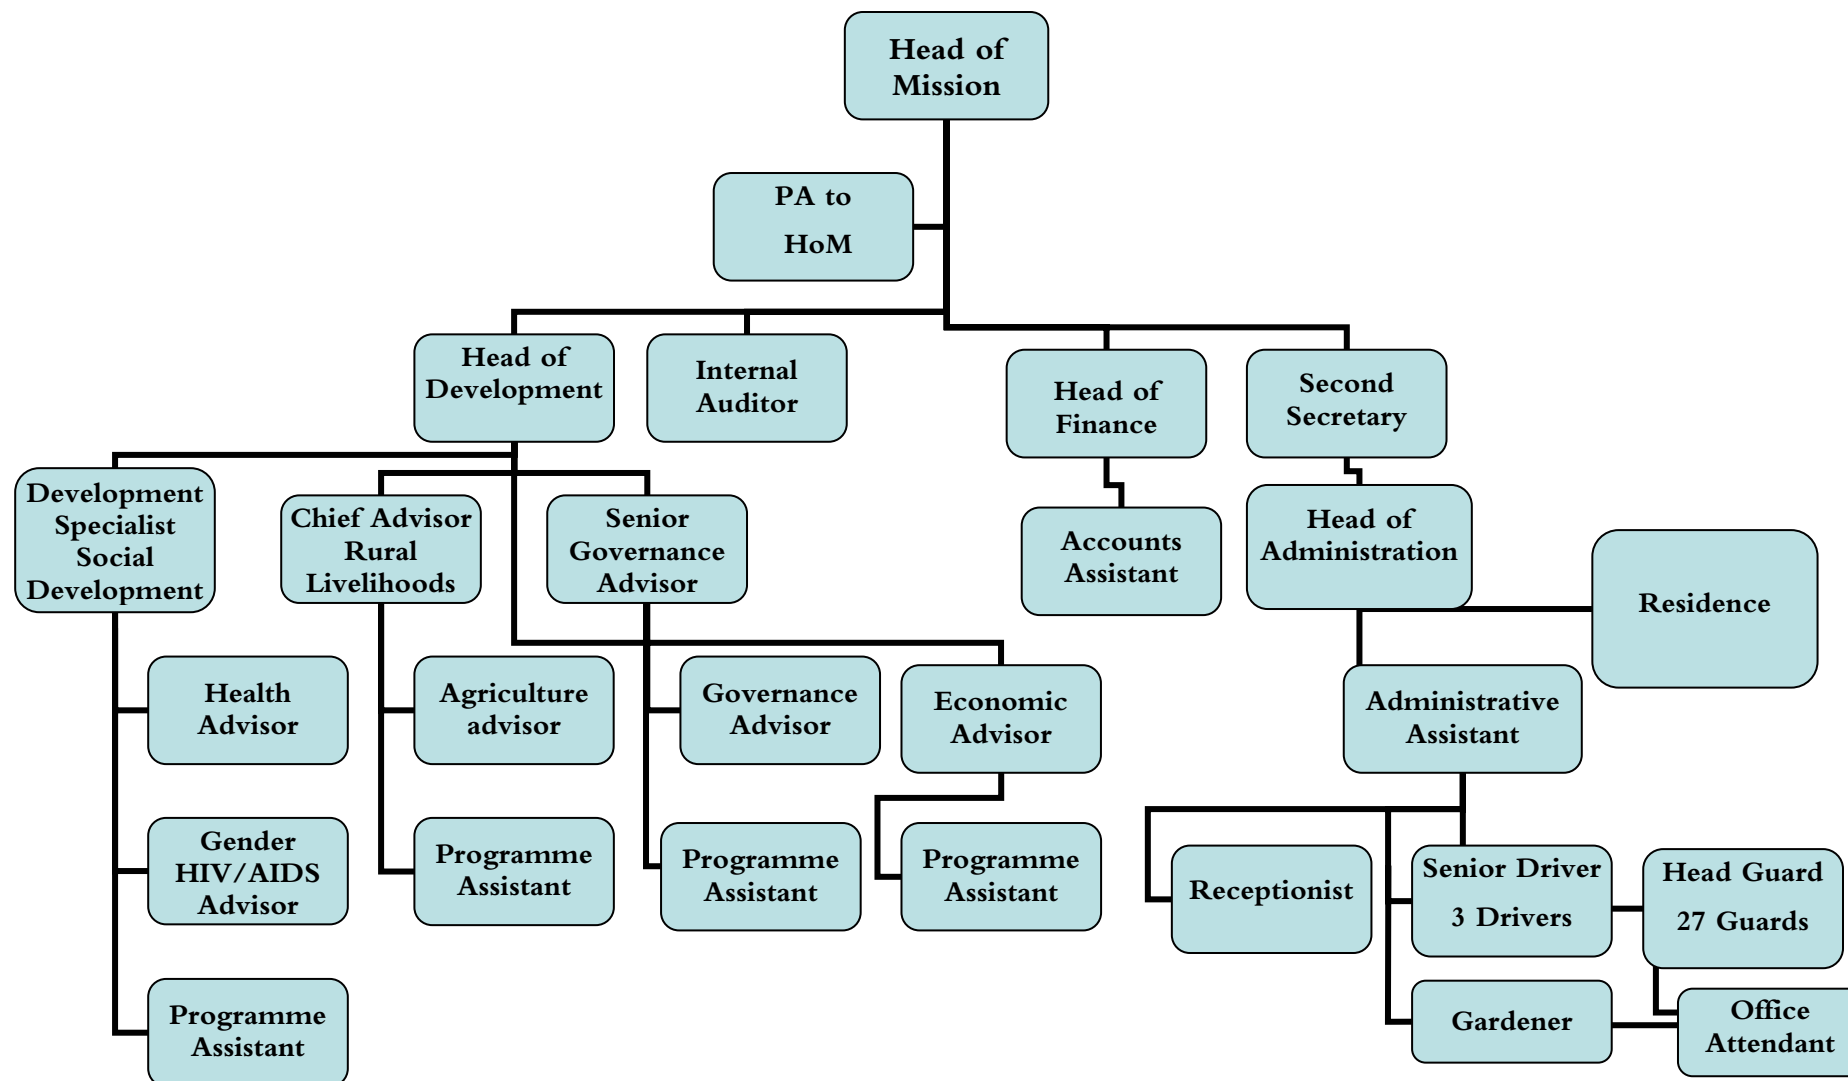 Head of
Mission
PA to
HoM
Head of
Development
Internal
Auditor
Head of
Finance
Second
Secretary
Development
Specialist
Social
Development
Chief Advisor
Rural
Livelihoods
Senior
Governance
Advisor
Accounts
Assistant
Head of
Administration
Residence
Health
Advisor
Agriculture
advisor
Governance
Advisor
Economic
Advisor
Administrative
Assistant
Gender
HIV/AIDS
Advisor
Programme
Assistant
Programme
Assistant
Programme
Assistant
Receptionist
Senior Driver
3 Drivers
Head Guard
27 Guards
Programme
Assistant
Gardener
Office
Attendant